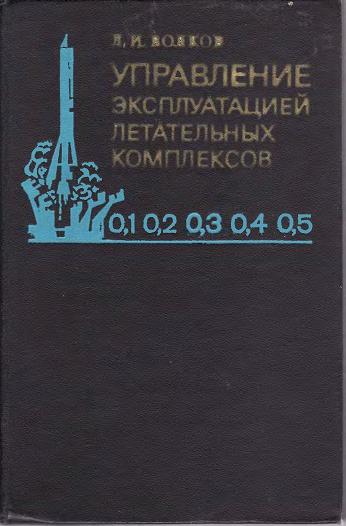 Л.И. ВОЛКОВ
УПРАВЛЕНИЕ
ЭКСПЛУАТАЦИЕЙ
ЛЕТАТЕЛЬНЫХ
КОМПЛЕКСОВ
0,1 0,2 0,3 0,4 0,5